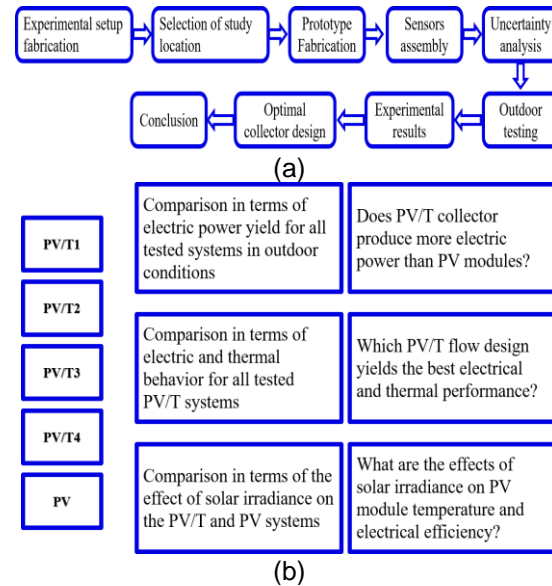 Experimental setup
fabrication
Selection of study
location
Prototype
Fabrication
Sensors
assembly
Uncertainty
analysis
Outdoor
testing
Experimental
results
Optimal
collector design
Conclusion
(a)
PV/T1
PV/T2
PV/T3
PV/T4
PV
Comparison in terms of
electric power yield for all
tested systems in outdoor
conditions
Does PV/T collector
produce more electric
power than PV modules?
Comparison in terms of
electric and thermal
behavior for all tested
PV/T systems
Which PV/T flow design
yields the best electrical
and thermal performance?
Comparison in terms of the
effect of solar irradiance on
the PV/T and PV systems
What are the effects of
solar irradiance on PV
module temperature and
electrical efficiency?
(b)